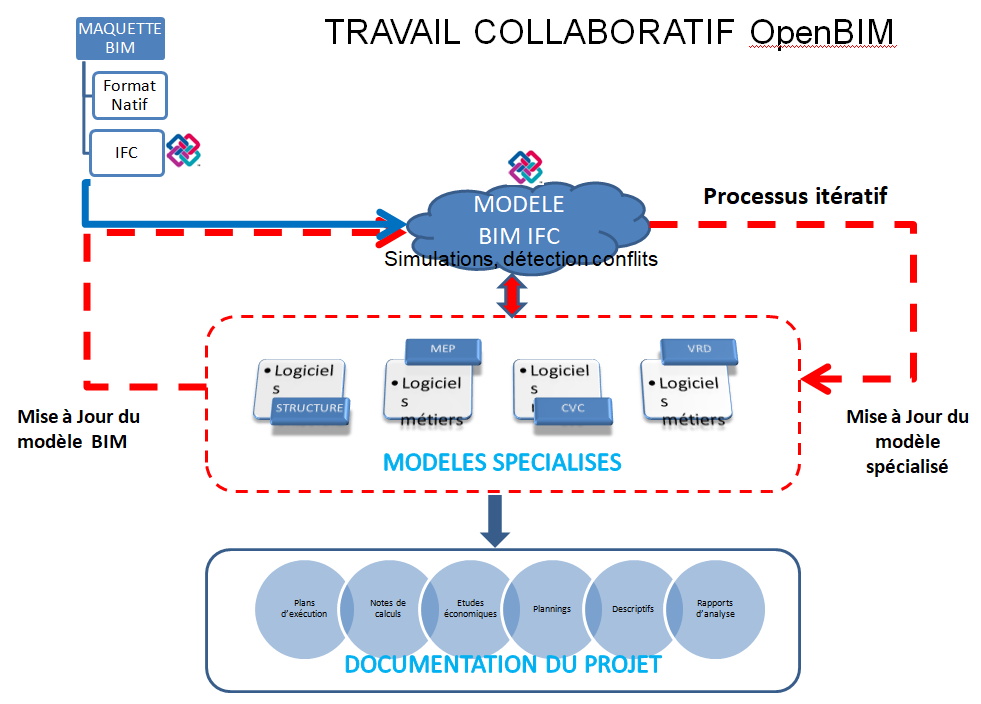 TRAVAIL COLLABORATIF OpenBIM
MAQUETTE
BIM
Format
Natif
IFC
MODELE
BIM IFC
Simulations, détection conflits
Processus itératif
• Logiciel
s
STRUCTURE
MEP
• Logiciel
s
métiers
• Logiciel
s
CVC
VRD
• Logiciel
s
métiers
MODELES SPECIALISES
Mise à Jour du
modèle BIM
Mise à Jour du
modèle
spécialisé
Plans
d'exécution
Notes de
calculs
Etudes
économiques
Plannings
Descriptifs
Rapports
d'analyse
DOCUMENTATION DU PROJET